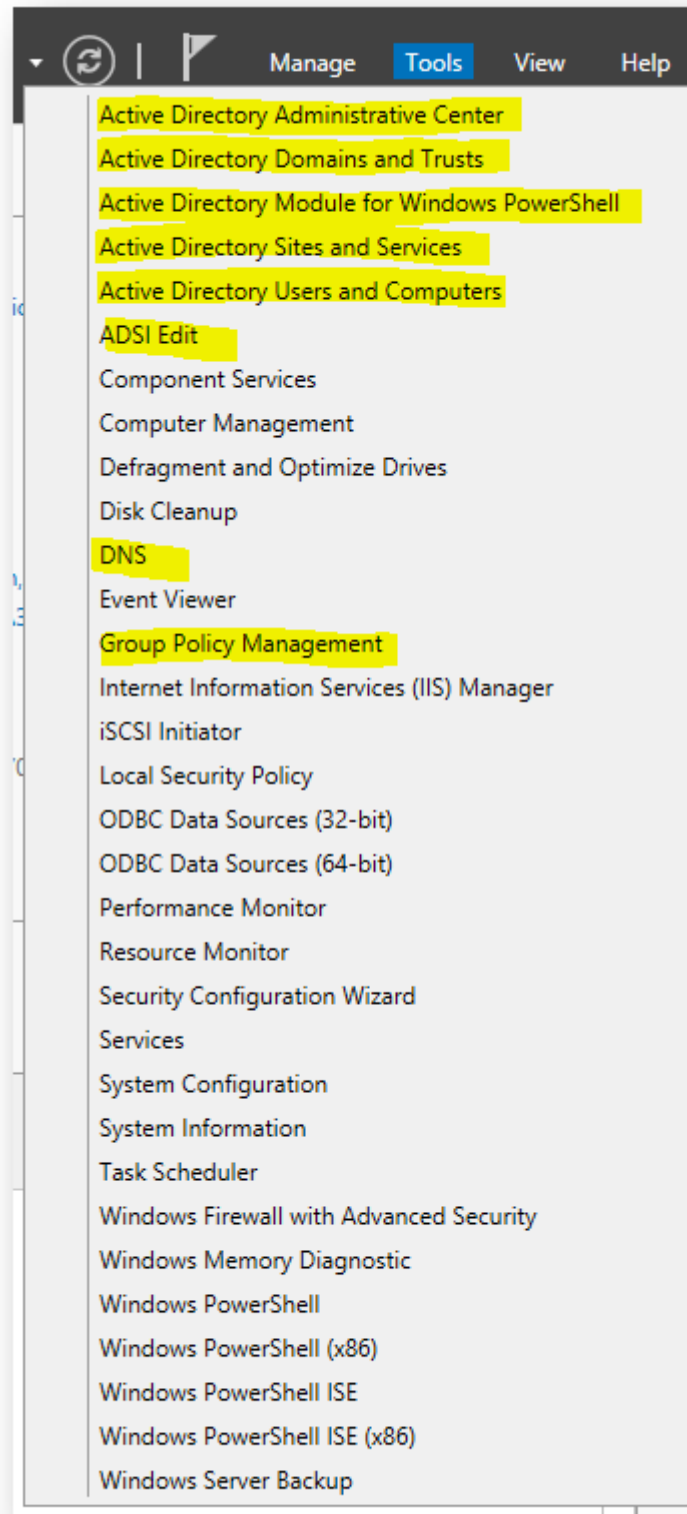 Manage Tools View Help
Active Directory Administrative Center
Active Directory Domains and Trusts
Active Directory Module for Windows PowerShell
Active Directory Sites and Services
Active Directory Users and Computers
ADSI Edit
Component Services
Computer Management
Defragment and Optimize Drives
Disk Cleanup
DNS
Event Viewer
Group Policy Management
Internet Information Services (IIS) Manager
iSCSI Initiator
Local Security Policy
ODBC Data Sources (32-bit)
ODBC Data Sources (64-bit)
Performance Monitor
Resource Monitor
Security Configuration Wizard
Services
System Configuration
System Information
Task Scheduler
Windows Firewall with Advanced Security
Windows Memory Diagnostic
Windows PowerShell
Windows PowerShell (x86)
Windows PowerShell ISE
Windows PowerShell ISE (x86)
Windows Server Backup